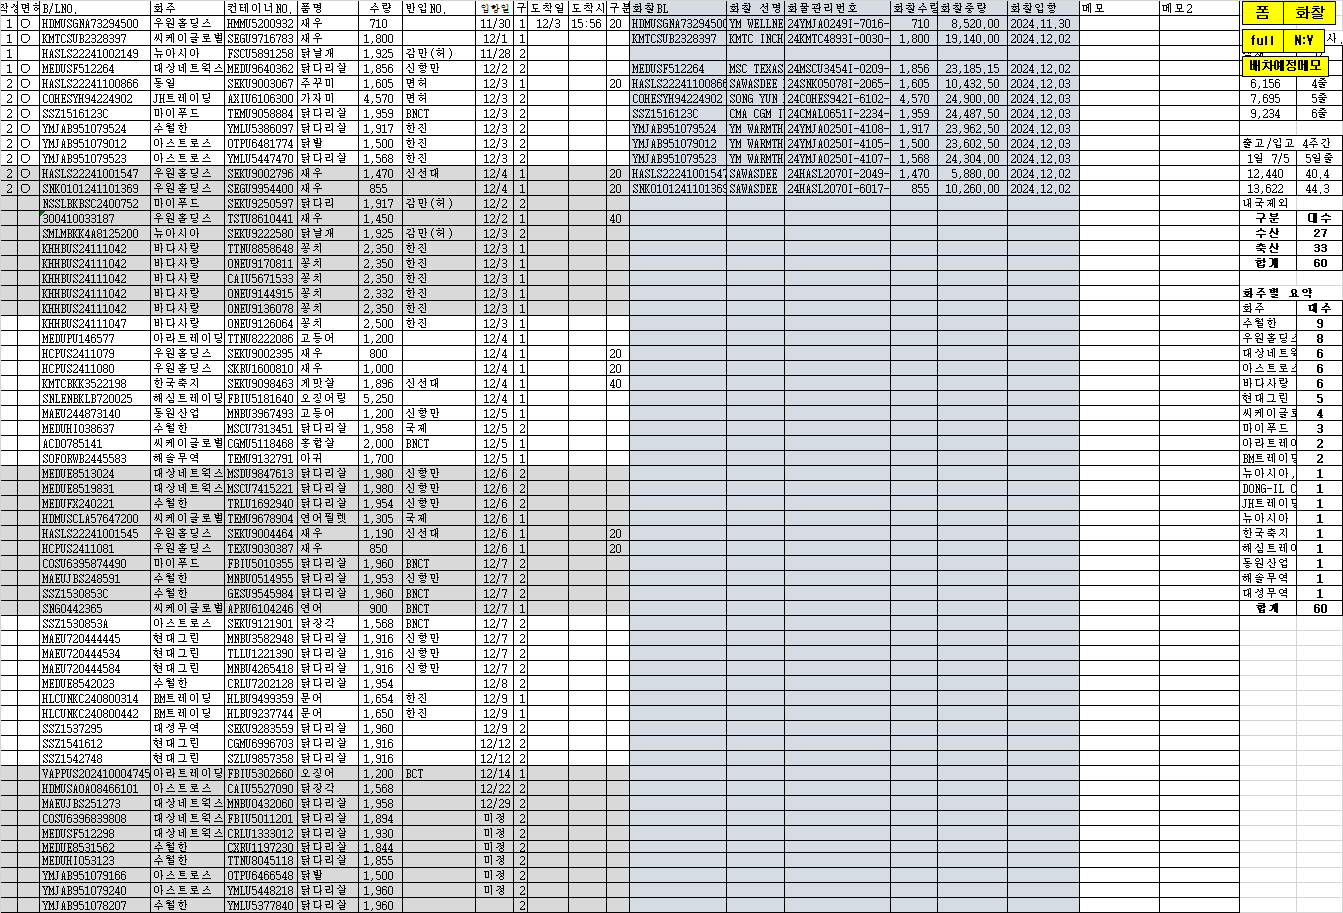 작성 면허 B/LNO. 화주 컨테이너NO. 품명 수량 반입NO. 입항일 구 도착일 도착시 구분 화찰BL 화찰 선명 화물관리번호 화찰수량 화찰중량 화찰입항 메모 메모2 폼 화찰
1 ○ HDMUSGNA73294500 우원홀딩스 HMMU5200932 새우 710 11/30 1 12/3 15:56 20 HDMUSGNA73294500 YM WELLNE 24YMJA0249I-7016- 710 8,520.00 2024.11.30
1 ○ KMTCSUB2328397 씨케이글로벌 SEGU9716783 새우 1,800 12/1 1 KMTCSUB2328397 KMTC INCH 24KMTC4893I-0030- 1,800 19,140.00 2024.12.02 full N:Y 사,
HASLS22241002149 뉴아시아 FSCU5891258 닭날개 1,925 감만(허) 11/28 2
1 ○ MEDUSF512264 대상네트웍스 MEDU9640362 닭다리살 1,856 신항만 12/2 2 MEDUSF512264 MSC TEXAS 24MSCU3454I-0209- 1,856 23,185.15 2024.12.02 배차예정메모
2 ○ HASLS22241100866 동일 SEKU9003067 주꾸미 1,605 면허 12/3 1 20 HASLS22241100866 SAWASDEE 24SNKO5078I-2065- 1,605 10,432.50 2024.12.03 6,156 4줄
2 ○ COHESYH94224902 JH트레이딩 AXIU6106300 가자미 4,570 면허 12/3 2 COHESYH94224902 SONG YUN 24COHES942I-6102- 4,570 24,900.00 2024.12.03 7,695 5줄
2 ○ SSZ1516123C 마이푸드 TEMU9058884 닭다리살 1,959 BNCT 12/3 2 SSZ1516123C CMA CGM I 24CMAL0651I-2234- 1,959 24,487.50 2024.12.03 9,234 6줄
2 ○ YMJAB951079524 수월한 YMLU5386097 닭다리살 1,917 한진 12/3 2 YMJAB951079524 YM WARMTH 24YMJA0250I-4108- 1,917 23,962.50 2024.12.03
2 ○ YMJAB951079012 아스트로스 OTPU6481774 닭발 1,500 한진 12/3 2 YMJAB951079012 YM WARMTH 24YMJA0250I-4105- 1,500 23,602.50 2024.12.03 출고/입고 4주간
2 ○ YMJAB951079523 아스트로스 YMLU5447470 닭다리살 1,568 한진 12/3 2 YMJAB951079523 YM WARMTH 24YMJA0250I-4107- 1,568 24,304.00 2024.12.03 1일 7/5 5일줄
2 ○ HASLS22241001547 우원홀딩스 SEKU9002796 새우 1,470 신선대 12/3 1 20 HASLS22241001547 SAWASDEE 24HASL2070I-2049- 1,470 5,880.00 2024.12.03 12,440 40.4
2 ○ SNKO101241101369 우원홀딩스 SEGU9954400 새우 855 12/3 1 20 SNKO101241101369 SAWASDEE 24HASL2070I-6017- 855 10,260.00 2024.12.03 13,622 44.3
NSSLBKBSC2400752 마이푸드 SEKU9250597 닭다리 1,917 감만(허) 12/2 2 내국제외
300410033187 우원홀딩스 TSTU8610441 새우 1,450 12/2 1 40 구분 대수
SMLMBKK4A8125200 뉴아시아 SEKU9222580 닭날개 1,925 감만(허) 12/3 2 수산 27
KHHBUS24111042 바다사랑 TTNU8858648 꽁치 2,350 한진 12/3 1 축산 33
KHHBUS24111042 바다사랑 ONEU9170811 꽁치 2,350 한진 12/3 1 합계 60
KHHBUS24111042 바다사랑 CAIU5671533 꽁치 2,350 한진 12/3 1
KHHBUS24111042 바다사랑 ONEU9144915 꽁치 2,332 한진 12/3 1 화주별 요약
KHHBUS24111042 바다사랑 ONEU9136078 꽁치 2,350 한진 12/3 1 화주 대수
KHHBUS24111047 바다사랑 ONEU9126064 꽁치 2,500 한진 12/3 1 수월한 9
MEDUPU146577 아라트레이딩 TTNU8222086 고등어 1,200 12/4 1 우원홀딩스 8
HCPUS2411079 우원홀딩스 SEKU9002395 새우 800 12/4 1 20 대상네트웍 6
HCPUS2411080 우원홀딩스 SKRU1600810 새우 1,000 12/4 1 20 아스트로스 6
KMTCBKK3522198 한국축지 SEKU9098463 게맛살 1,896 신선대 12/4 1 40 바다사랑 6
SNLENBKLB720025 해심트레이딩 FBIU5181640 오징어링 5,250 12/4 1 현대그린 5
MAEU244873140 동원산업 MNBU3967493 고등어 1,200 신항만 12/5 1 씨케이글로 4
MEDUHI038637 수월한 MSCU7313451 닭다리살 1,958 국제 12/5 2 마이푸드 3
ACD0785141 씨케이글로벌 CGMU5118468 홍합살 2,000 BNCT 12/5 1 아라트레이 2
SOFORWB2445583 해솔무역 TEMU9132791 아귀 1,700 12/5 1 BM트레이딩 2
MEDUE8513024 대상네트웍스 MSDU9847613 닭다리살 1,980 신항만 12/6 2 뉴아시아, 1
MEDUE8519831 대상네트웍스 MSCU7415221 닭다리살 1,980 신항만 12/6 2 DONG-IL C 1
MEDUFX240221 수월한 TRLU1692940 닭다리살 1,954 신항만 12/6 2 JH트레이딩 1
HDMUSCLA57647200 씨케이글로벌 TEMU9678904 연어필렛 1,305 국제 12/6 1 뉴아시아 1
HASLS22241001545 우원홀딩스 SEKU9004464 새우 1,190 신선대 12/6 1 20 한국축지 1
HCPUS2411081 우원홀딩스 TEXU9030387 새우 850 12/6 1 20 해심트레이 1
COSU6395874490 마이푸드 FBIU5010355 닭다리살 1,960 BNCT 12/7 2 동원산업 1
MAEUJBS248591 수월한 MNBU0514955 닭다리살 1,953 신항만 12/7 2 해솔무역 1
SSZ1530853C 수월한 GESU9545984 닭다리살 1,960 BNCT 12/7 2 대성무역 1
SNG0442365 씨케이글로벌 APRU6104246 연어 900 BNCT 12/7 1 합계 60
SSZ1530853A 아스트로스 SEKU9121901 닭장각 1,568 BNCT 12/7 2
MAEU720444445 현대그린 MNBU3582948 닭다리살 1,916 신항만 12/7 2
MAEU720444534 현대그린 TLLU1221390 닭다리살 1,916 신항만 12/7 2
MAEU720444584 현대그린 MNBU4265418 닭다리살 1,916 신항만 12/7 2
MEDUE8542023 수월한 CRLU7202128 닭다리살 1,954 12/8 2
HLCUNKC240800314 BM트레이딩 HLBU9499359 문어 1,654 한진 12/9 1
HLCUNKC240800442 BM트레이딩 HLBU9237744 문어 1,650 한진 12/9 1
SSZ1537295 대성무역 SEKU9283559 닭다리살 1,960 12/9 2
SSZ1541612 현대그린 CGMU6996703 닭다리살 1,916 12/12 2
SSZ1542748 현대그린 SZLU9857358 닭다리살 1,916 12/12 2
VAPPUS202410004745 아라트레이딩 FBIU5302660 오징어 1,200 BCT 12/14 1
HDMUSAOA08466101 아스트로스 CAIU5527090 닭장각 1,568 12/22 2
MAEUJBS251273 대상네트웍스 MNBU0432060 닭다리살 1,958 12/29 2
COSU6396839808 대상네트웍스 FBIU5011201 닭다리살 1,894 미정 2
MEDUSF512298 대상네트웍스 CRLU1333012 닭다리살 1,930 미정 2
MEDUE8531562 수월한 CXRU1197230 닭다리살 1,844 미정 2
MEDUHI053123 수월한 TTNU8045118 닭다리살 1,855 미정 2
YMJAB951079166 아스트로스 OTPU6466548 닭발 1,500 미정 2
YMJAB951079240 아스트로스 YMLU5448218 닭다리살 1,960 미정 2
YMJAB951078207 수월한 YMLU5377840 닭다리살 1,960 2